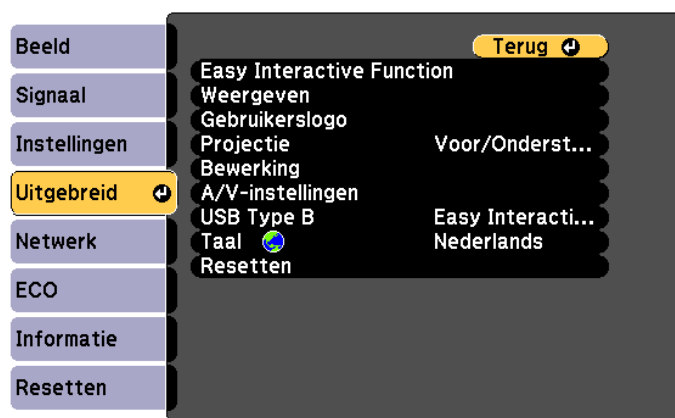 Beeld
Signaal
Instellingen
Uitgebreid
Netwerk
ECO
Informatie
Resetten
Terug
Easy Interactive Function
Weergeven
Gebruikerslogo
Projectie Voor/Onderst...
Bewerking
A/V-instellingen
USB Type B Easy Interacti...
Taal Nederlands
Resetten